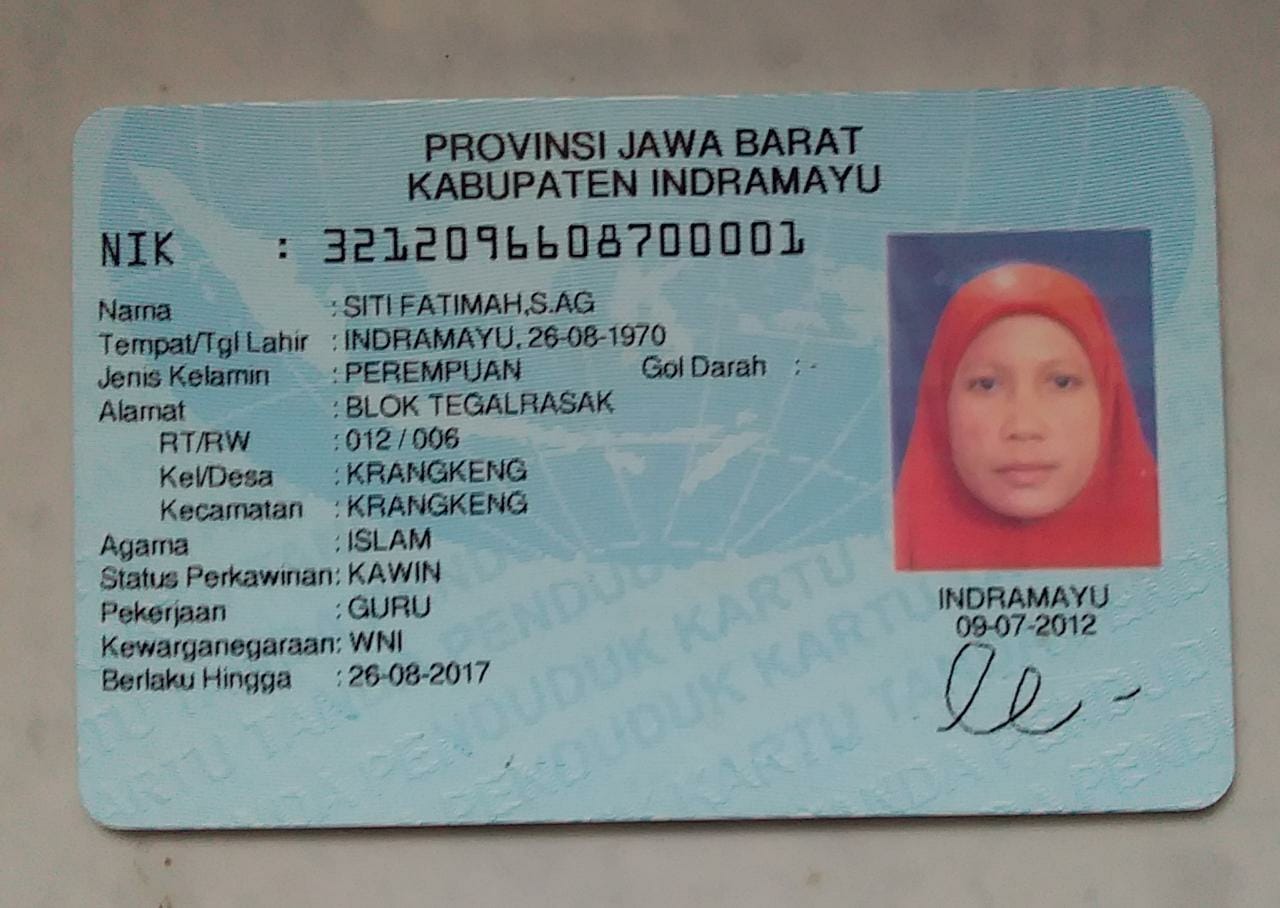 PROVINSI JAWA BARAT
KABUPATEN INDRAMAYU
NIK : 3212096608700001
Nama : SITI FATIMAH,S.AG
Tempat/Tgl Lahir : INDRAMAYU, 26-08-1970
Jenis Kelamin : PEREMPUAN Gol Darah : -
Alamat : BLOK TEGALRASAK
RT/RW : 012 / 006
Kel/Desa : KRANGKENG
Kecamatan : KRANGKENG
Agama : ISLAM
Status Perkawinan: KAWIN
Pekerjaan : GURU
Kewarganegaraan: WNI
Berlaku Hingga : 26-08-2017
INDRAMAYU
09-07-2012